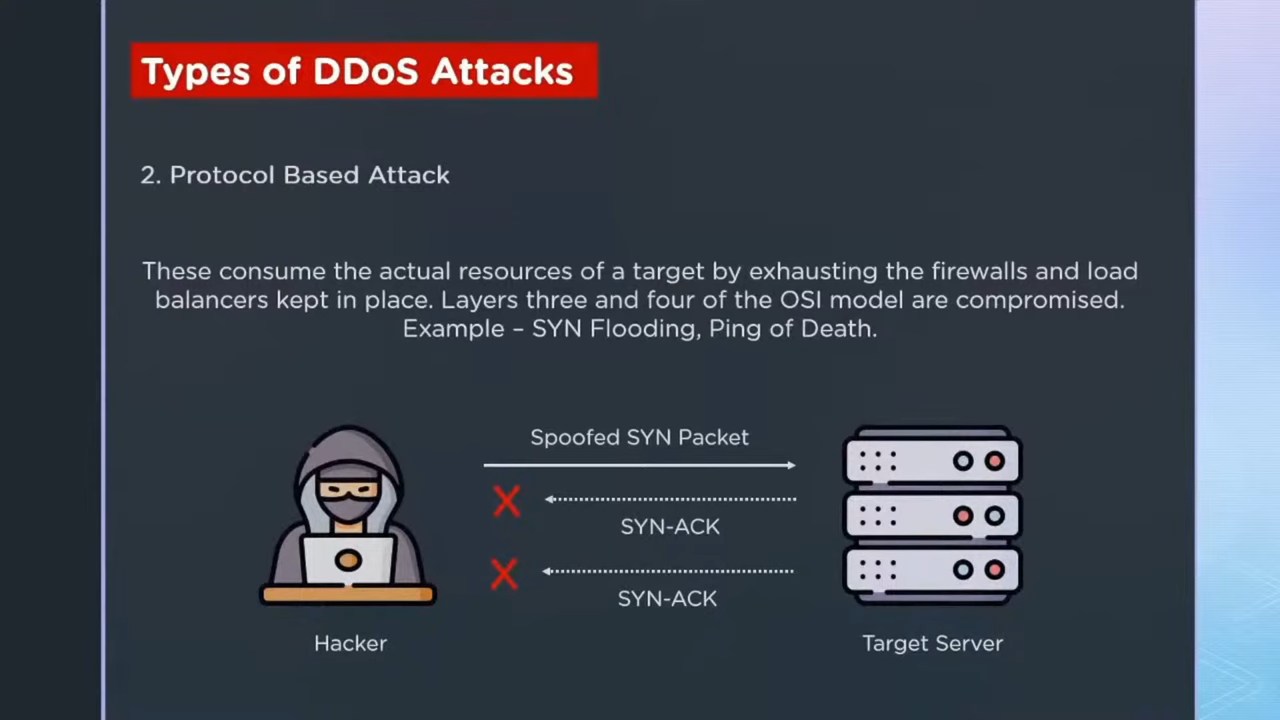 Types of DDoS Attacks
2. Protocol Based Attack
These consume the actual resources of a target by exhausting the firewalls and load
balancers kept in place. Layers three and four of the OSI model are compromised.
Example – SYN Flooding, Ping of Death.
Spoofed SYN Packet
X
SYN-ACK
X
SYN-ACK
Hacker
Target Server